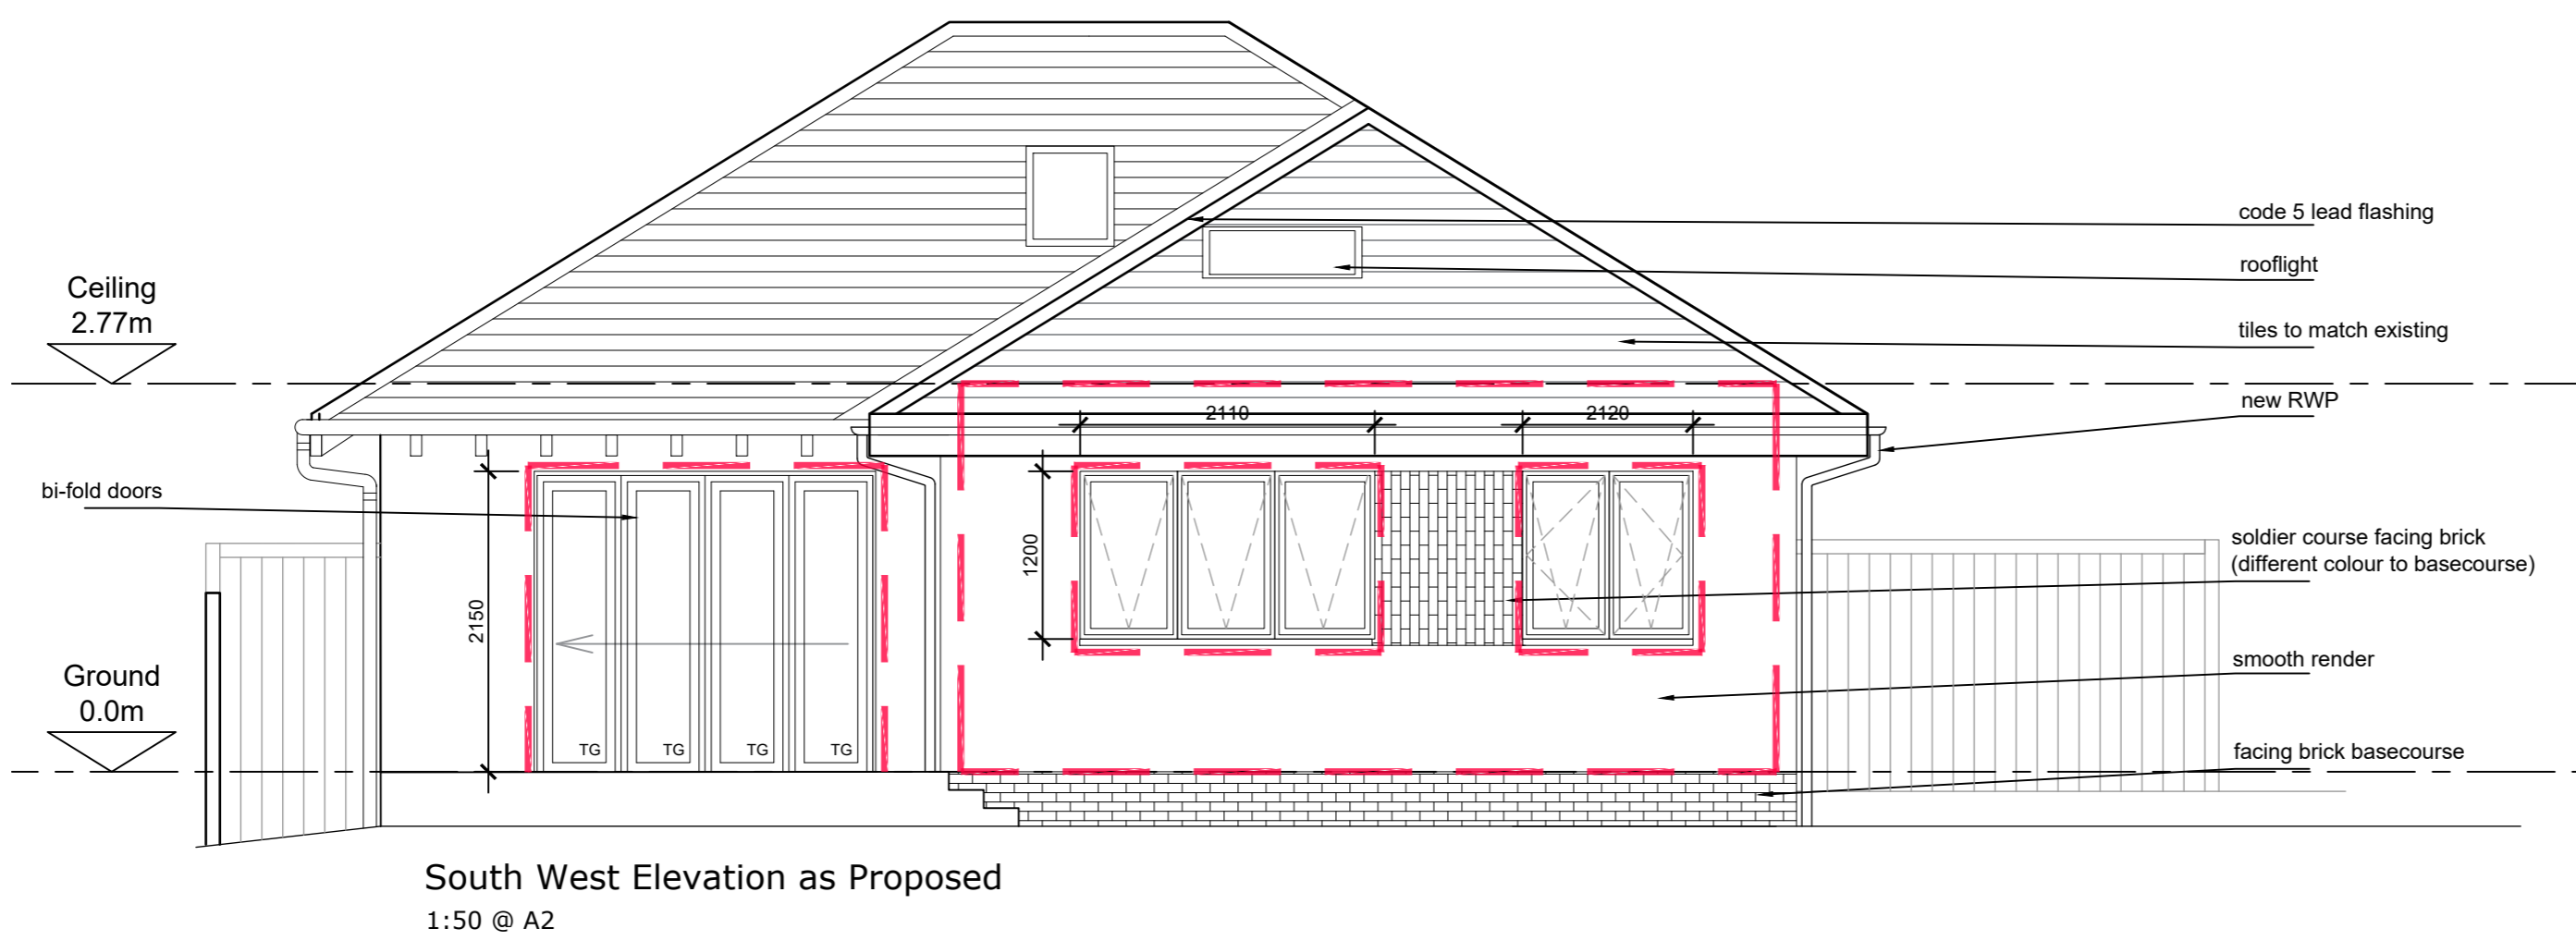 code 5 lead flashing
rooflight
Ceiling
2.77m
tiles to match existing
new RWP
2110
2120
bi-fold doors
1200
soldier course facing brick
(different colour to basecourse)
2150
smooth render
Ground
0.0m
TG TG TG TG
facing brick basecourse
South West Elevation as Proposed
1:50 @ A2